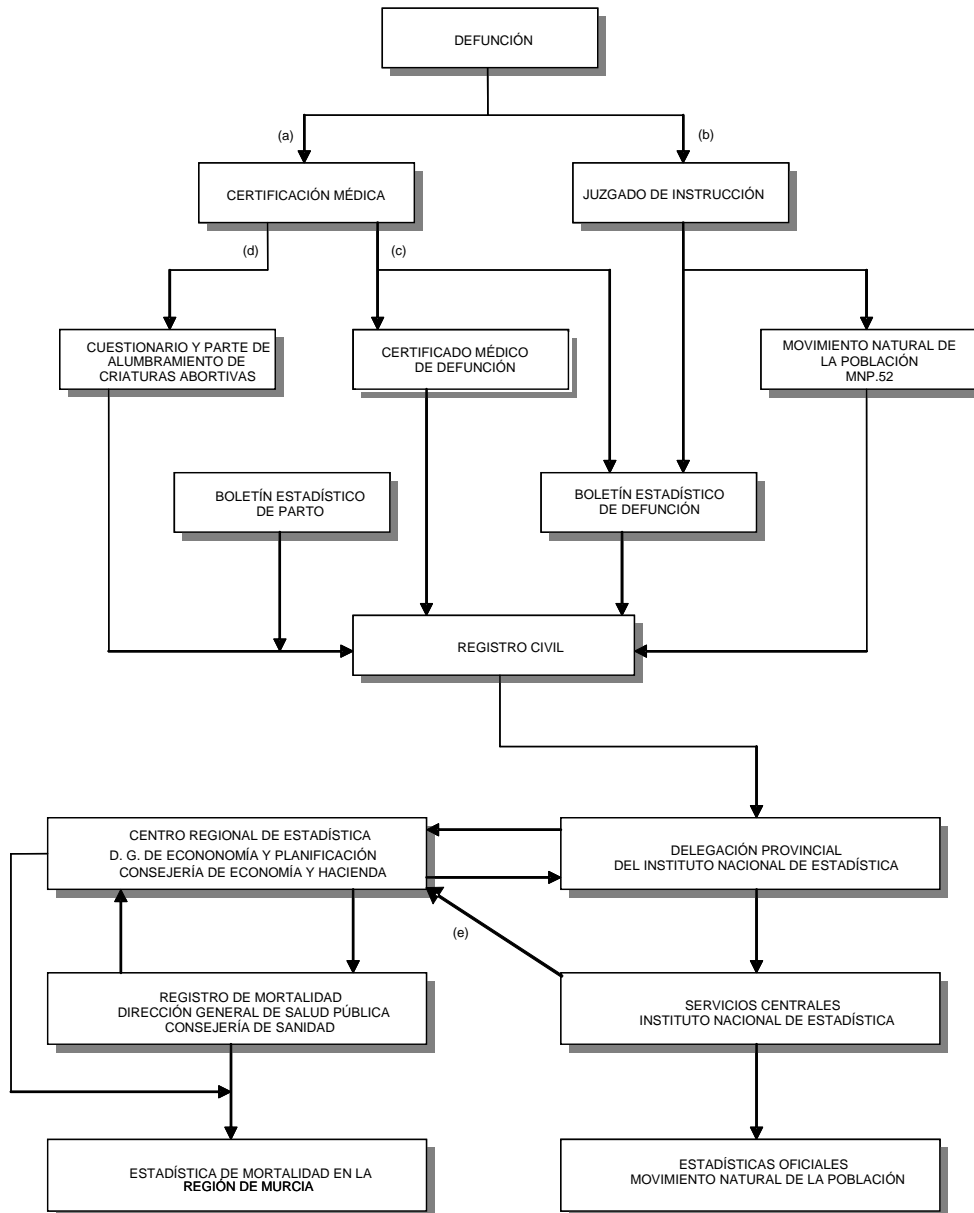 DEFUNCIÓN
(a)
(b)
CERTIFICACIÓN MÉDICA
JUZGADO DE INSTRUCCIÓN
(d)
(c)
CUESTIONARIO Y PARTE DE
ALUMBRAMIENTO DE
CRIATURAS ABORTIVAS
CERTIFICADO MÉDICO
DE DEFUNCIÓN
MOVIMIENTO NATURAL DE
LA POBLACIÓN
MNP.52
BOLETÍN ESTADÍSTICO
DE PARTO
BOLETÍN ESTADÍSTICO
DE DEFUNCIÓN
REGISTRO CIVIL
CENTRO REGIONAL DE ESTADÍSTICA
D. G. DE ECONONOMÍA Y PLANIFICACIÓN
CONSEJERÍA DE ECONOMÍA Y HACIENDA
DELEGACIÓN PROVINCIAL
DEL INSTITUTO NACIONAL DE ESTADÍSTICA
(e)
REGISTRO DE MORTALIDAD
DIRECCIÓN GENERAL DE SALUD PÚBLICA
CONSEJERÍA DE SANIDAD
SERVICIOS CENTRALES
INSTITUTO NACIONAL DE ESTADÍSTICA
ESTADÍSTICA DE MORTALIDAD EN LA
REGIÓN DE MURCIA
ESTADÍSTICAS OFICIALES
MOVIMIENTO NATURAL DE LA POBLACIÓN